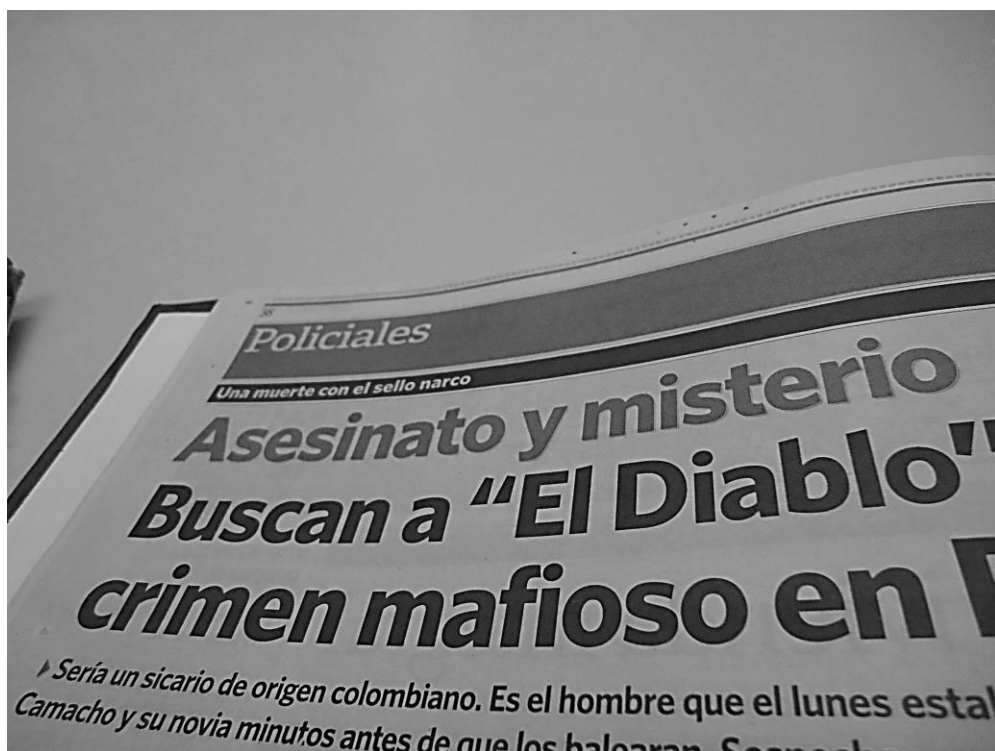 38
Policiales
Una muerte con el sello narco
Asesinato y misterio
Buscan a “El Diablo”
crimen mafioso en
Sería un sicario de origen colombiano. Es el hombre que el lunes
Camacho y su novia minutos antes de que los balearan.